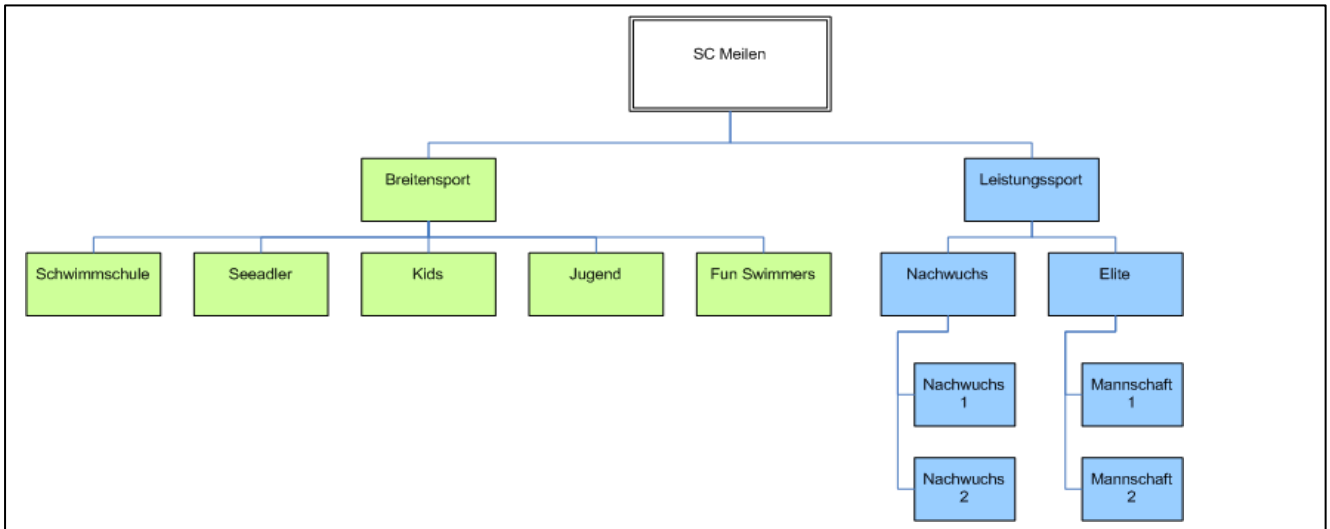 SC Meilen
Breitensport
Leistungssport
Schwimmschule
Seeadler
Kids
Jugend
Fun Swimmers
Nachwuchs
Elite
Nachwuchs
1
Mannschaft
1
Nachwuchs
2
Mannschaft
2